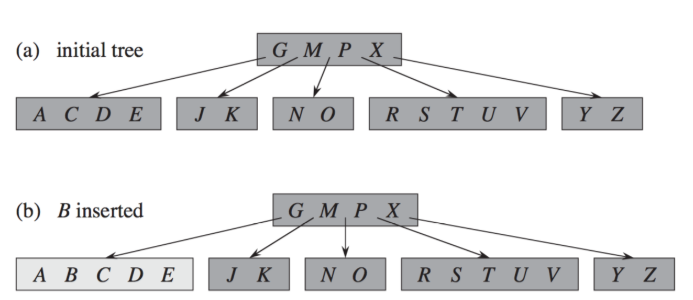 (a) initial tree
G M P X
A C D E J K N O R S T U V Y Z
(b) B inserted
G M P X
A B C D E J K N O R S T U V Y Z